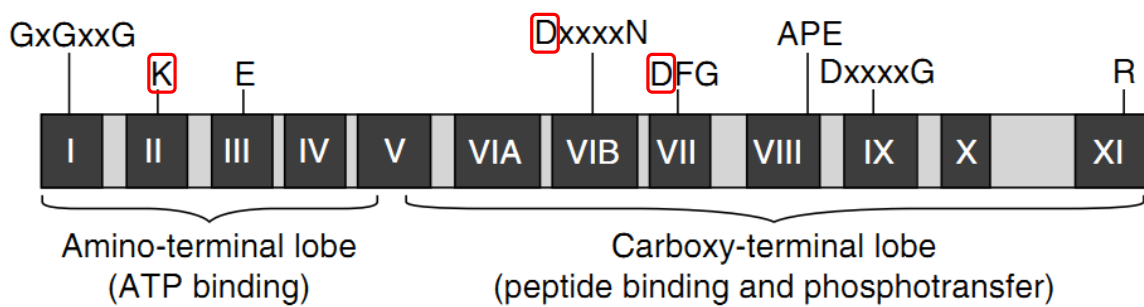 GxGxxG
K
E
DxxxxN
DFG
APE
DxxxxG
R
I
II
III
IV
V
VIA
VIB
VII
VIII
IX
X
XI
Amino-terminal lobe
(ATP binding)
Carboxy-terminal lobe
(peptide binding and phosphotransfer)